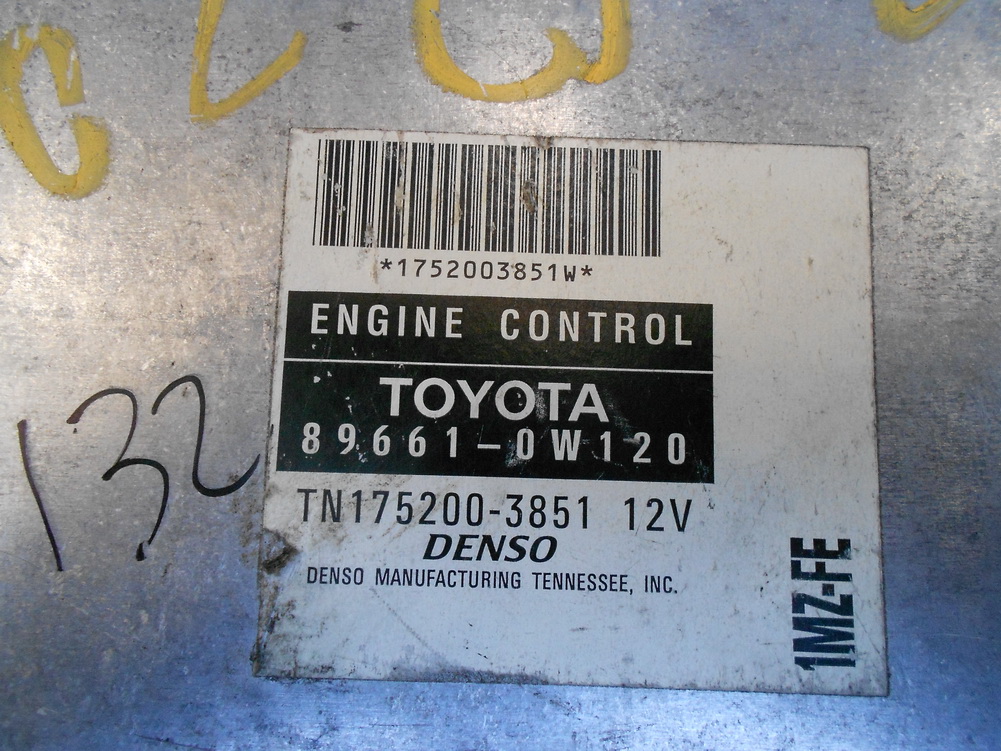 *1752003851W*
ENGINE CONTROL
TOYOTA
89661-0W120
TN175200-3851 12V
DENSO
DENSO MANUFACTURING TENNESSEE, INC.
1MZ-FE
132